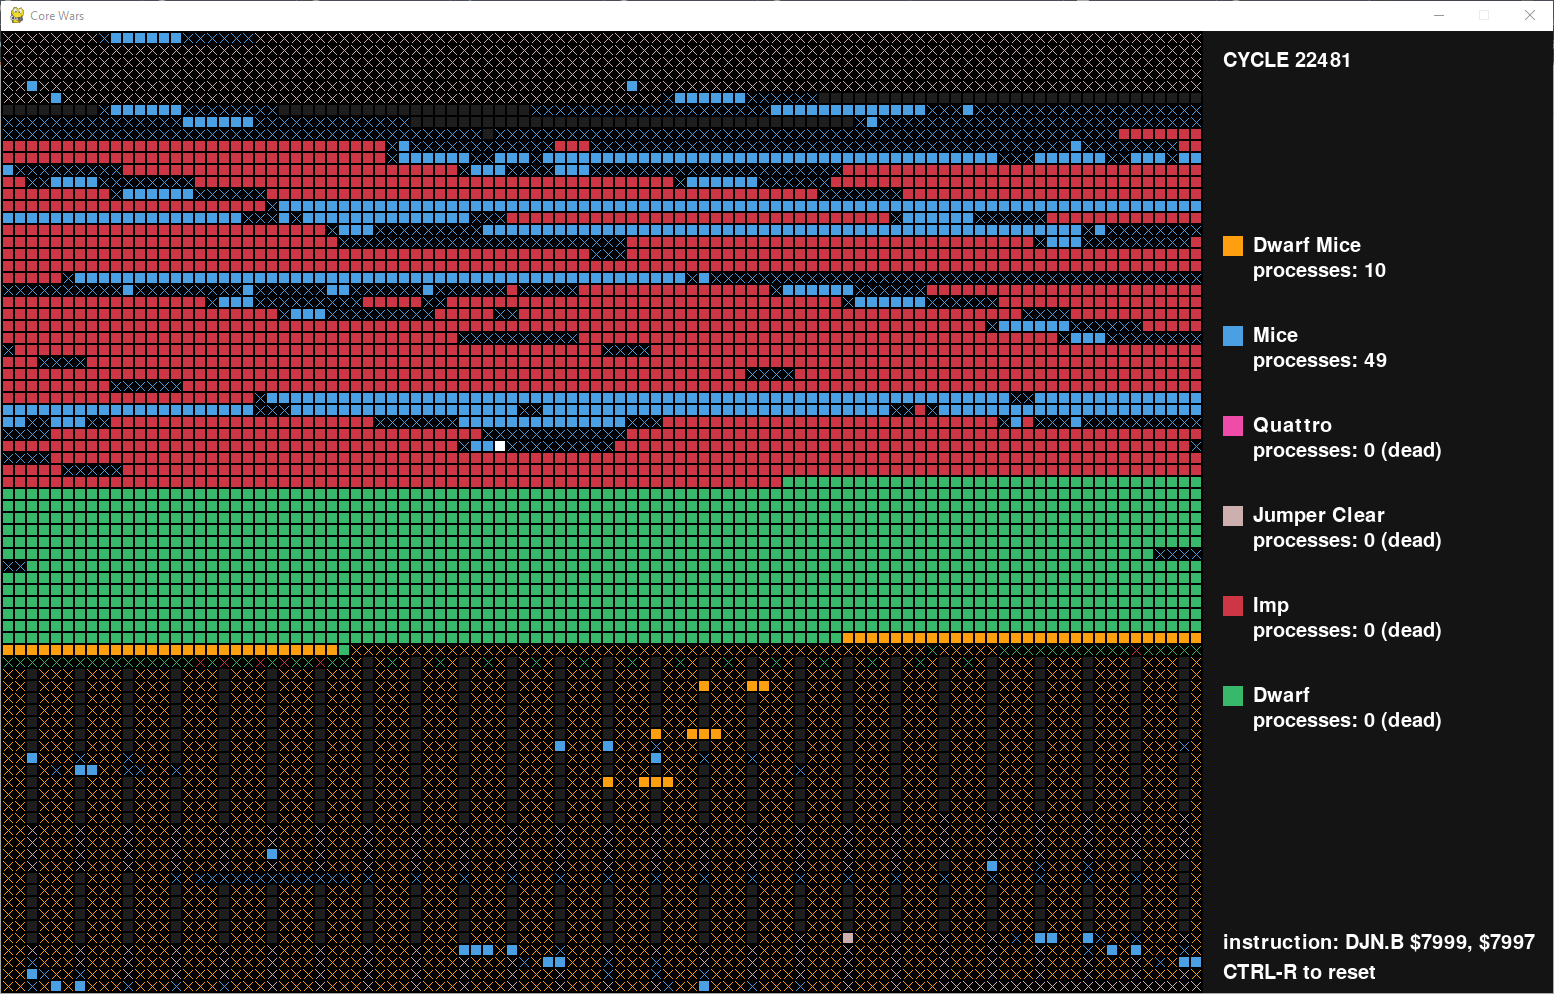 Core Wars
CYCLE 22481
Dwarf Mice
processes: 10
Mice
processes: 49
Quattro
processes: 0 (dead)
Jumper Clear
processes: 0 (dead)
Imp
processes: 0 (dead)
Dwarf
processes: 0 (dead)
instruction: DJN.B $7999, $7997
CTRL-R to reset